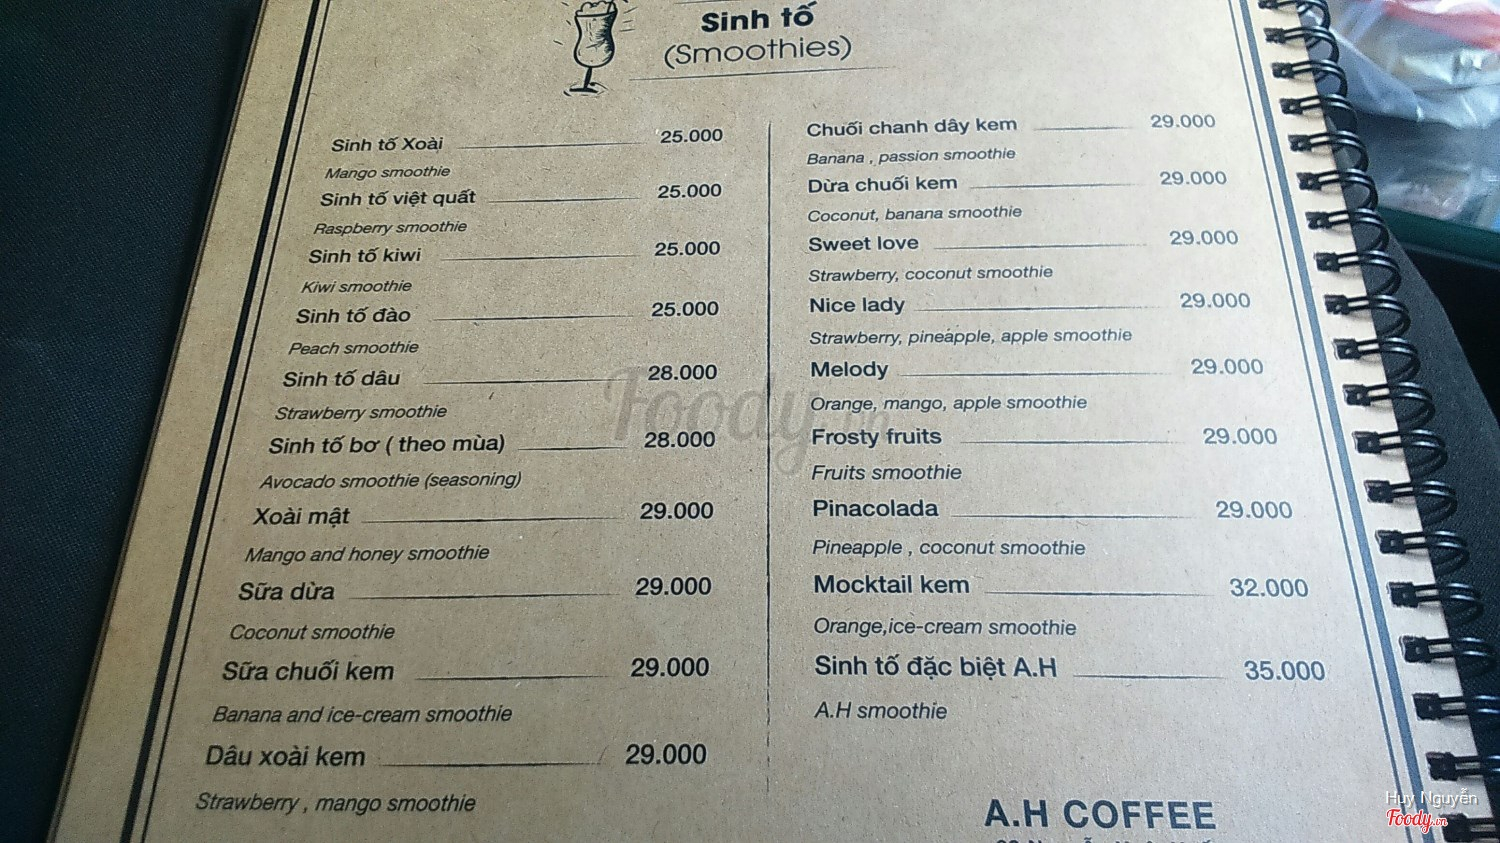 Sinh tố
(Smoothies)
Sinh tố Xoài 25.000
Mango smoothie
Sinh tố việt quất 25.000
Raspberry smoothie
Sinh tố kiwi 25.000
Kiwi smoothie
Sinh tố đào 25.000
Peach smoothie
Sinh tố dâu 28.000
Strawberry smoothie
Sinh tố bơ ( theo mùa) 28.000
Avocado smoothie (seasoning)
Xoài mật 29.000
Mango and honey smoothie
Sữa dừa 29.000
Coconut smoothie
Sữa chuối kem 29.000
Banana and ice-cream smoothie
Dâu xoài kem 29.000
Strawberry , mango smoothie
Chuối chanh dây kem 29.000
Banana , passion smoothie
Dừa chuối kem 29.000
Coconut, banana smoothie
Sweet love 29.000
Strawberry, coconut smoothie
Nice lady 29.000
Strawberry, pineapple, apple smoothie
Melody 29.000
Orange, mango, apple smoothie
Frosty fruits 29.000
Fruits smoothie
Pinacolada 29.000
Pineapple , coconut smoothie
Mocktail kem 32.000
Orange,ice-cream smoothie
Sinh tố đặc biệt A.H 35.000
A.H smoothie
A.H COFFEE
Foody.vn
Huy Nguyễn
Foody.vn